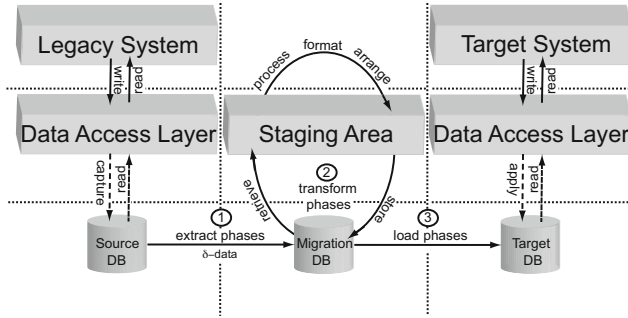 Legacy System
format
process
arrange
Target System
write
read
write
read
Data Access Layer
Staging Area
Data Access Layer
capture
read
retrieve
2
transform
phases
store
apply
read
1
3
Source
DB
extract phases
δ-data
Migration
DB
load phases
Target
DB